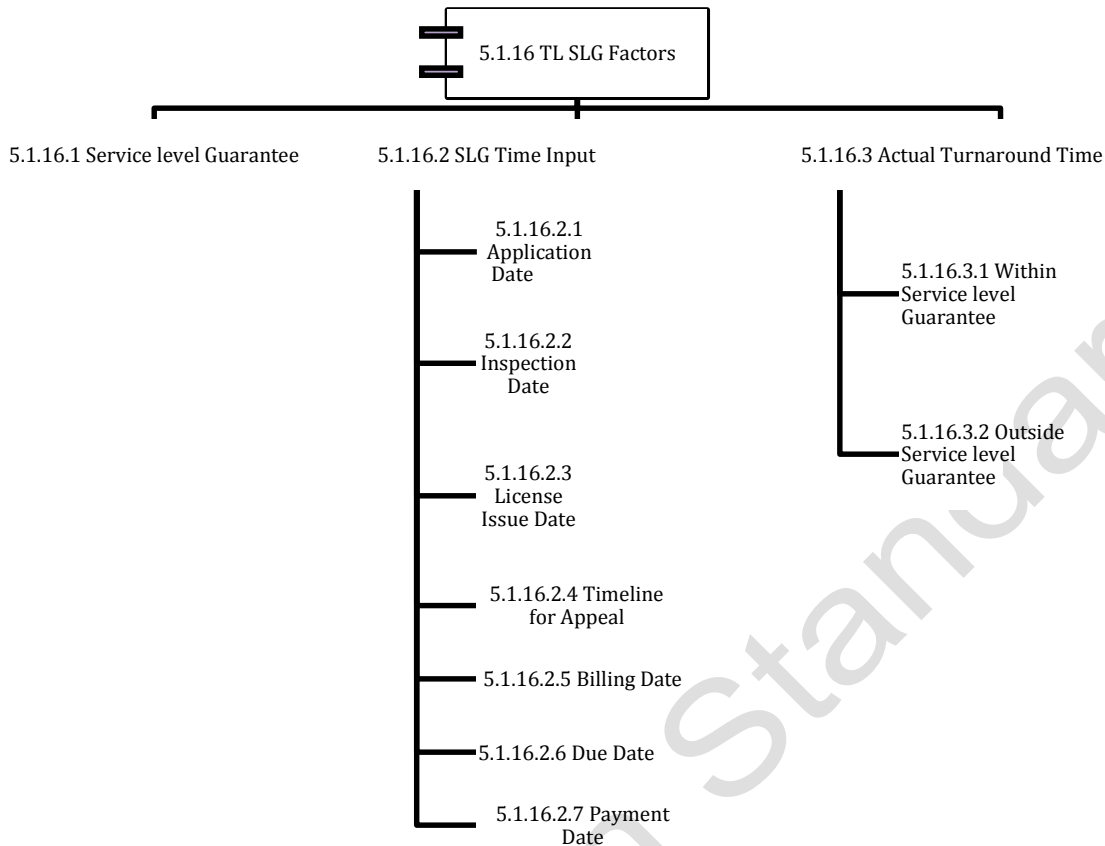 5.1.16 TL SLG Factors
5.1.16.1 Service level Guarantee
5.1.16.2 SLG Time Input
5.1.16.3 Actual Turnaround Time
5.1.16.2.1
Application
Date
5.1.16.2.2
Inspection
Date
5.1.16.2.3
License
Issue Date
5.1.16.2.4 Timeline
for Appeal
5.1.16.2.5 Billing Date
5.1.16.2.6 Due Date
5.1.16.2.7 Payment
Date
5.1.16.3.1 Within
Service level
Guarantee
5.1.16.3.2 Outside
Service level
Guarantee